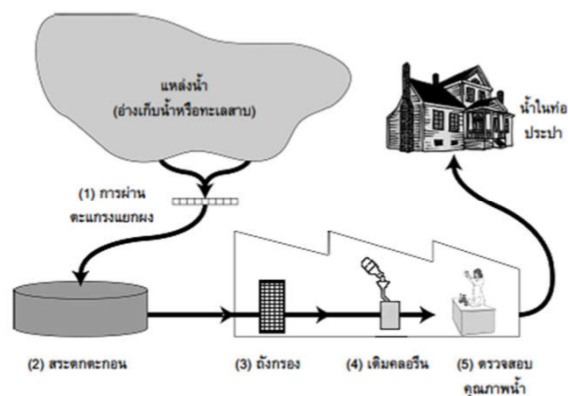 แหล่งน้ำ
(อ่างเก็บน้ำหรือทะเลสาบ)
น้ำในท่อ
ประปา
(1) การผ่าน
ตะแกรงแยกผง
(2) สระตกตะกอน
(3) ถังกรอง
(4) เติมคลอรีน
(5) ตรวจสอบ
คุณภาพน้ำ